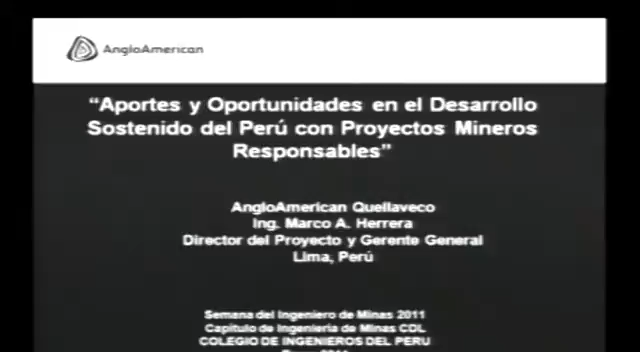 AngloAmerican
“Aportes y Oportunidades en el Desarrollo
Sostenido del Perú con Proyectos Mineros
Responsables”
AngloAmerican Quellaveco
Ing. Marco A. Herrera
Director del Proyecto y Gerente General
Lima, Perú
Semana del Ingeniero de Minas 2011
Capítulo de Ingeniería de Minas CDL
COLEGIO DE INGENIEROS DEL PERU